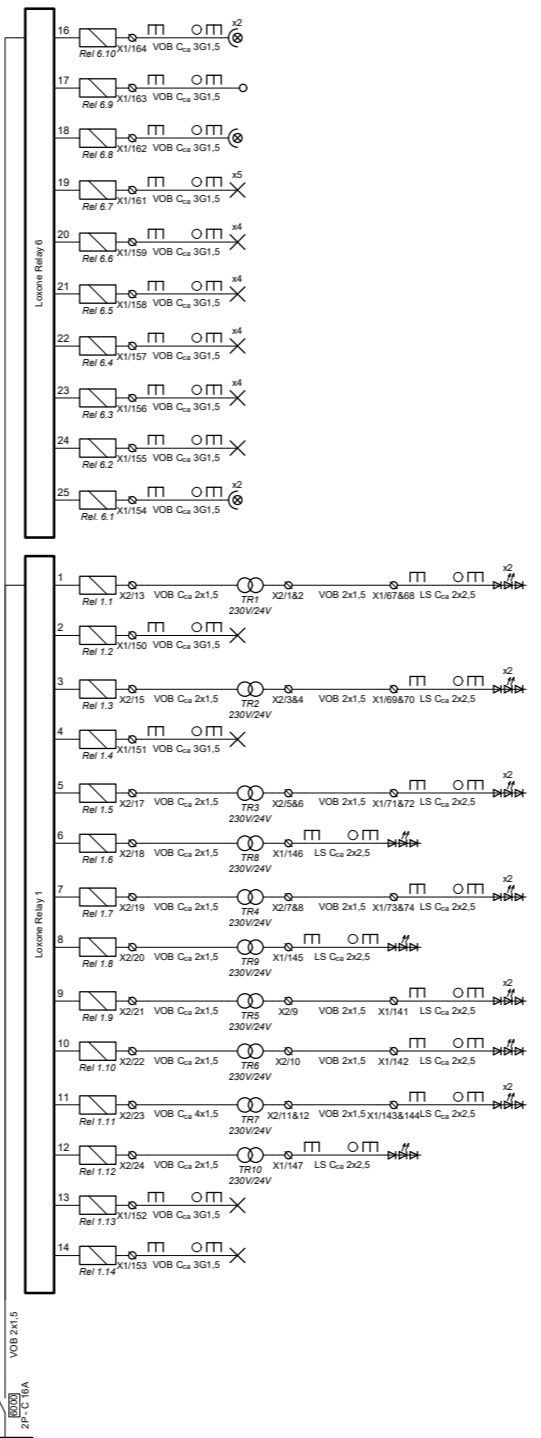 Loxone Relay 6
16 Rel 6.10 X1/164 VOB Cca 3G1,5 x2
17 Rel 6.9 X1/163 VOB Cca 3G1,5
18 Rel 6.8 X1/162 VOB Cca 3G1,5
19 Rel 6.7 X1/161 VOB Cca 3G1,5 x5
20 Rel 6.6 X1/159 VOB Cca 3G1,5 x4
21 Rel 6.5 X1/158 VOB Cca 3G1,5 x4
22 Rel 6.4 X1/157 VOB Cca 3G1,5 x4
23 Rel 6.3 X1/156 VOB Cca 3G1,5 x4
24 Rel 6.2 X1/155 VOB Cca 3G1,5
25 Rel. 6.1 X1/154 VOB Cca 3G1,5 x2
Loxone Relay 1
1 Rel 1.1 X2/13 VOB Cca 2x1,5 TR1 X2/1&2 VOB 2x1,5 X1/67&68 LS Cca 2x2,5 x2
230V/24V
2 Rel 1.2 X1/150 VOB Cca 3G1,5
3 Rel 1.3 X2/15 VOB Cca 2x1,5 TR2 X2/3&4 VOB 2x1,5 X1/69&70 LS Cca 2x2,5 x2
230V/24V
4 Rel 1.4 X1/151 VOB Cca 3G1,5
5 Rel 1.5 X2/17 VOB Cca 2x1,5 TR3 X2/5&6 VOB 2x1,5 X1/71&72 LS Cca 2x2,5 x2
230V/24V
6 Rel 1.6 X2/18 VOB Cca 2x1,5 TR8 X1/146 LS Cca 2x2,5
230V/24V
7 Rel 1.7 X2/19 VOB Cca 2x1,5 TR4 X2/7&8 VOB 2x1,5 X1/73&74 LS Cca 2x2,5 x2
230V/24V
8 Rel 1.8 X2/20 VOB Cca 2x1,5 TR9 X1/145 LS Cca 2x2,5
230V/24V
9 Rel 1.9 X2/21 VOB Cca 2x1,5 TR5 X2/9 VOB 2x1,5 X1/141 LS Cca 2x2,5 x2
230V/24V
10 Rel 1.10 X2/22 VOB Cca 2x1,5 TR6 X2/10 VOB 2x1,5 X1/142 LS Cca 2x2,5
230V/24V
11 Rel 1.11 X2/23 VOB Cca 4x1,5 TR7 X2/11&12 VOB 2x1,5 X1/143&144 LS Cca 2x2,5 x2
230V/24V
12 Rel 1.12 X2/24 VOB Cca 2x1,5 TR10 X1/147 LS Cca 2x2,5
230V/24V
13 Rel 1.13 X1/152 VOB Cca 3G1,5
14 Rel 1.14 X1/153 VOB Cca 3G1,5
VOB 2x1,5
6000
2P - C 16A